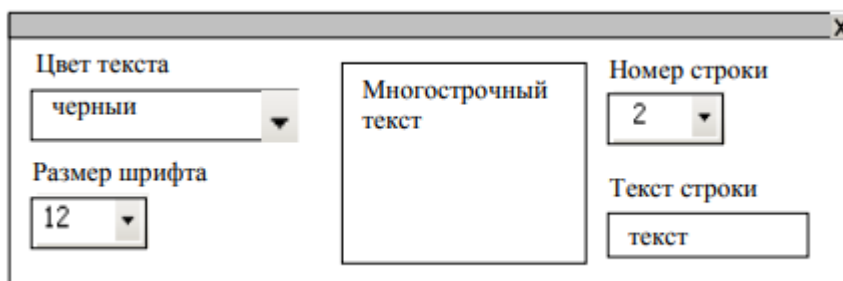 X
Цвет текста
черныи
Размер шрифта
12
Многострочный
текст
Номер строки
2
Текст строки
текст